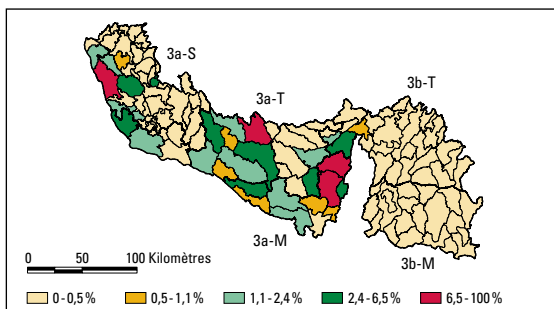 3a-S
3a-T
3b-T
3a-M
3b-M
0 50 100 Kilomètres
0 - 0,5 % 0,5 - 1,1 % 1,1 - 2,4 % 2,4 - 6,5 % 6,5 - 100 %